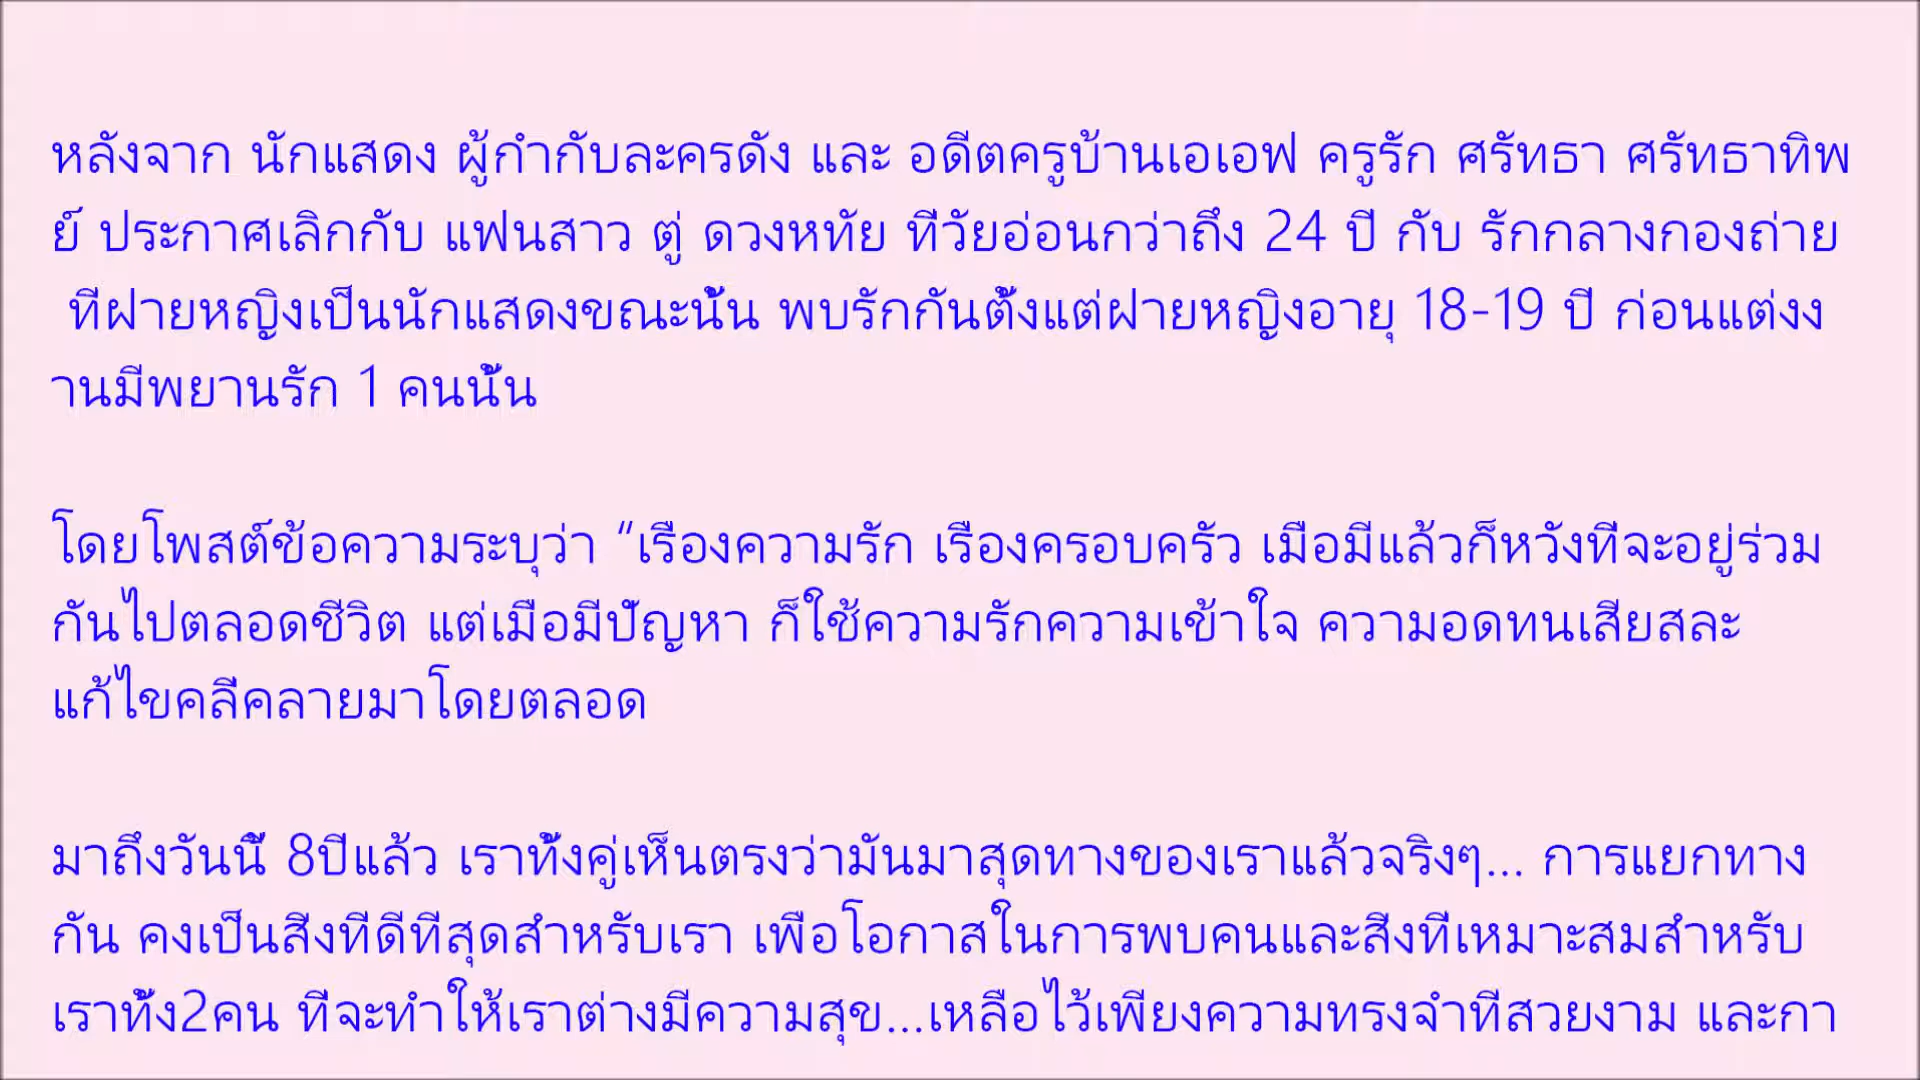 หลังจาก นักแสดง ผู้กำกับละครดัง และ อดีตครูบ้านเอเอฟ ครูรัก ศรัทธา ศรัทธาทิพ
ย์ ประกาศเลิกกับ แฟนสาว ตู่ ดวงหทัย ที่วัยอ่อนกว่าถึง 24 ปี กับ รักกลางกองถ่าย
ที่ฝ่ายหญิงเป็นนักแสดงขณะนั้น พบรักกันตั้งแต่ฝ่ายหญิงอายุ 18-19 ปี ก่อนแต่งง
านมีพยานรัก 1 คนนั้น
โดยโพสต์ข้อความระบุว่า “เรื่องความรัก เรื่องครอบครัว เมื่อมีแล้วก็หวังที่จะอยู่ร่วม
กันไปตลอดชีวิต แต่เมื่อมีปัญหา ก็ใช้ความรักความเข้าใจ ความอดทนเสียสละ
แก้ไขคลี่คลายมาโดยตลอด
มาถึงวันนี้ 8ปีแล้ว เราทั้งคู่เห็นตรงว่ามันมาสุดทางของเราแล้วจริงๆ... การแยกทาง
กัน คงเป็นสิ่งที่ดีที่สุดสำหรับเรา เพื่อโอกาสในการพบคนและสิ่งที่เหมาะสมสำหรับ
เราทั้ง2คน ที่จะทำให้เราต่างมีความสุข...เหลือไว้เพียงความทรงจำที่สวยงาม และกา